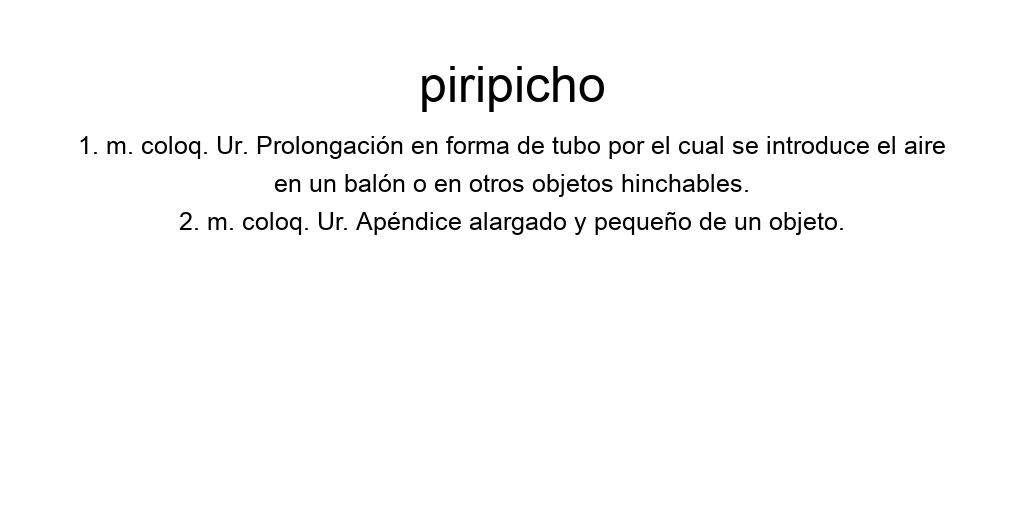 piripicho
1. m. coloq. Ur. Prolongación en forma de tubo por el cual se introduce el aire
en un balón o en otros objetos hinchables.
2. m. coloq. Ur. Apéndice alargado y pequeño de un objeto.